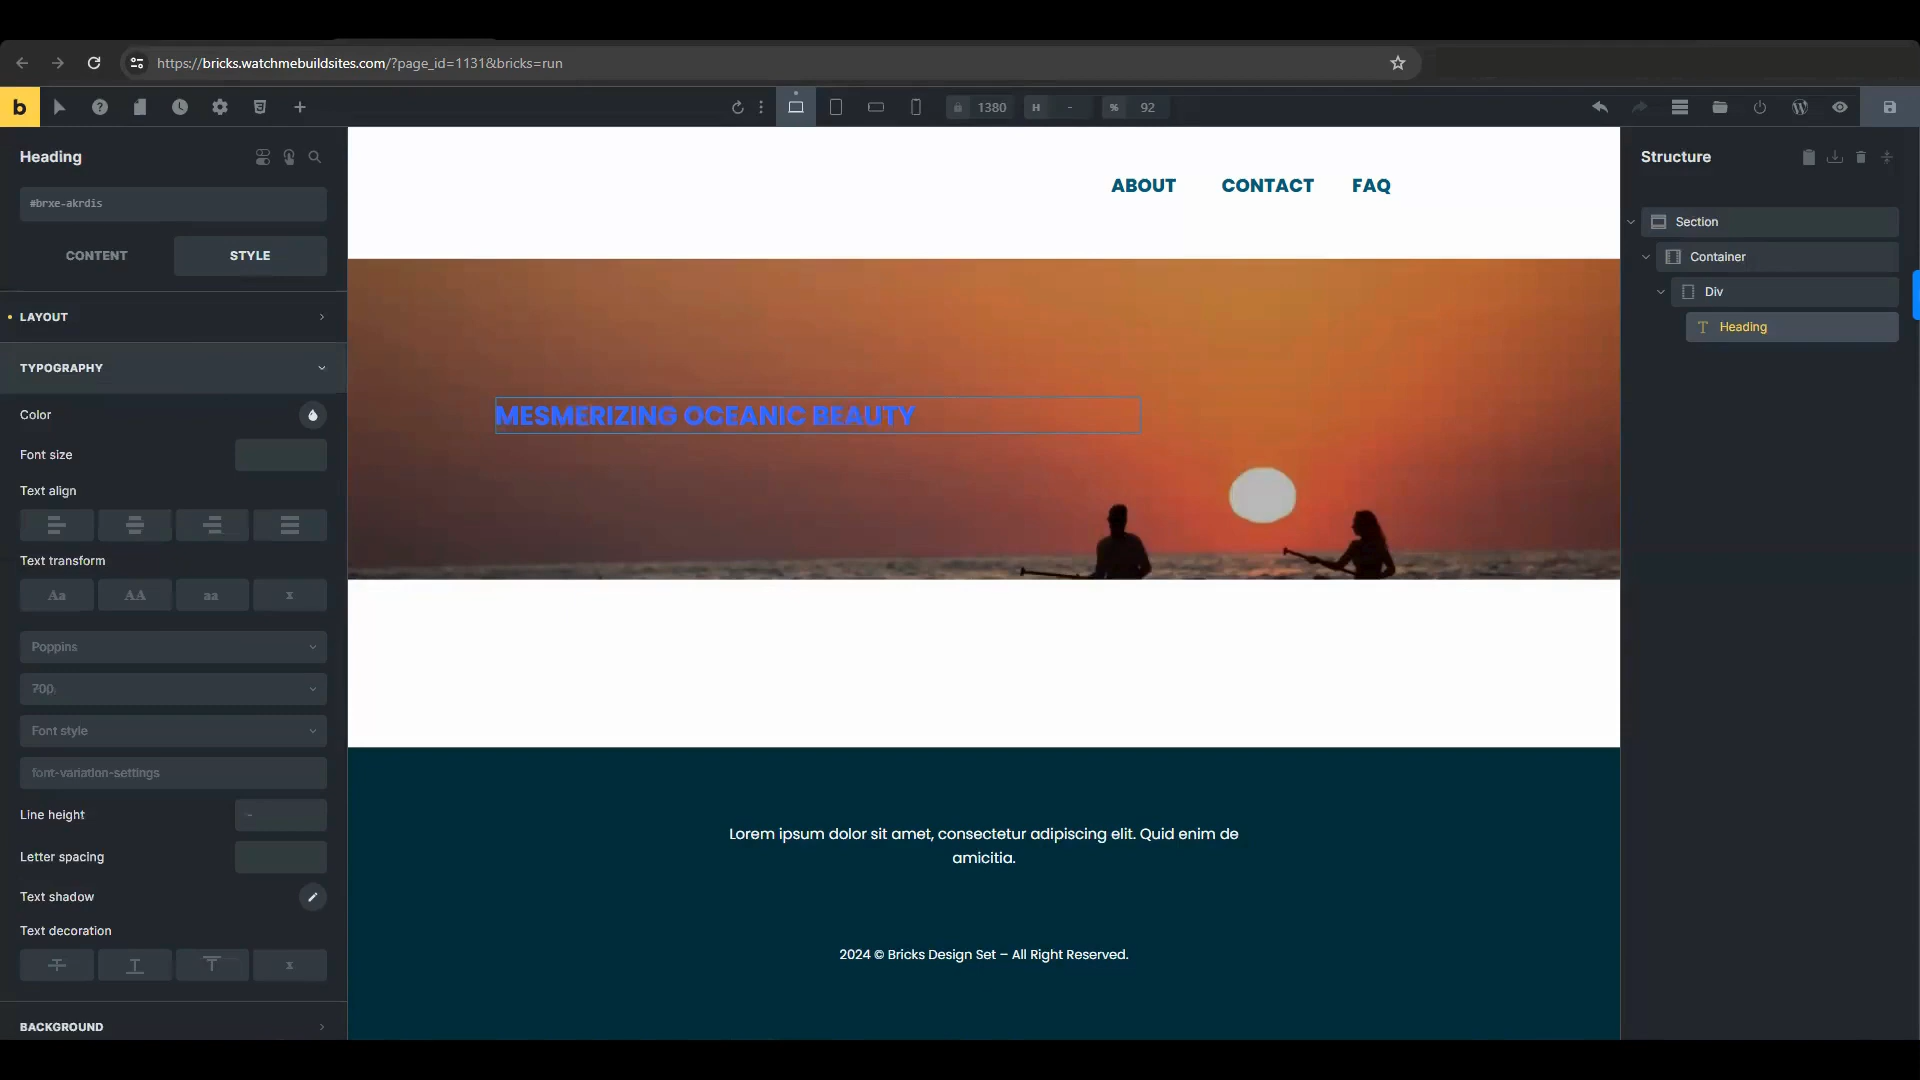 https://bricks.watchmebuildsites.com/?page_id=1131&bricks=run
b
1380
H
-
%
92
Heading
#brxe-akrdis
CONTENT
STYLE
LAYOUT
TYPOGRAPHY
Color
Font size
Text align
Text transform
Aa
AA
aa
x
Poppins
700
Font style
font-variation-settings
Line height
-
Letter spacing
Text shadow
Text decoration
x
BACKGROUND
ABOUT
CONTACT
FAQ
MESMERIZING OCEANIC BEAUTY
Lorem ipsum dolor sit amet, consectetur adipiscing elit. Quid enim de
amicitia.
2024 © Bricks Design Set – All Right Reserved.
Structure
Section
Container
Div
Heading